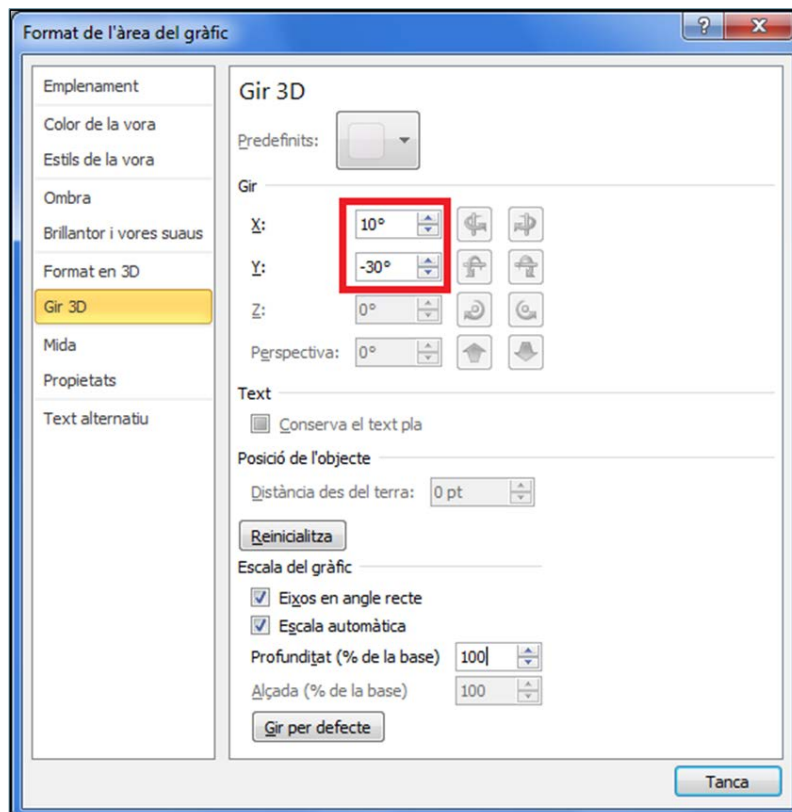 Format de l'àrea del gràfic
Emplenament
Color de la vora
Estils de la vora
Ombra
Brillantor i vores suaus
Format en 3D
Gir 3D
Mida
Propietats
Text alternatiu
Gir 3D
Predefinits:
Gir
X: 10°
Y: -30°
Z: 0°
Perspectiva: 0°
Text
Conserva el text pla
Posició de l'objecte
Distància des del terra: 0 pt
Reinicialitza
Escala del gràfic
Eixos en angle recte
Escala automàtica
Profunditat (% de la base) 100
Alçada (% de la base) 100
Gir per defecte
Tanca